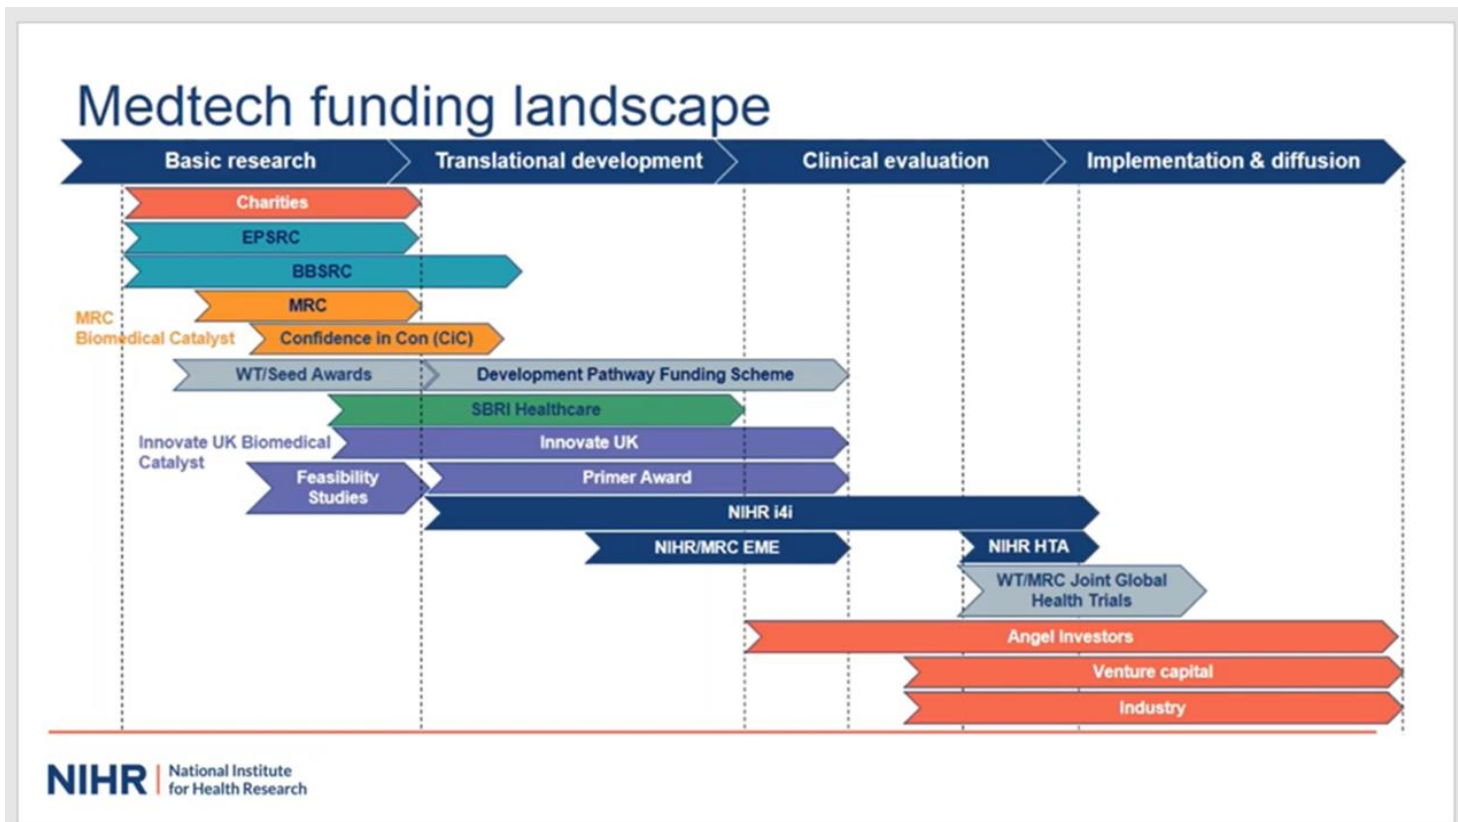 Medtech funding landscape
Basic research
Translational development
Clinical evaluation
Implementation & diffusion
Charities
EPSRC
BBSRC
MRC
MRC
Biomedical Catalyst
Confidence in Con (CiC)
WT/Seed Awards
Development Pathway Funding Scheme
SBRI Healthcare
Innovate UK Biomedical
Catalyst
Innovate UK
Feasibility
Studies
Primer Award
NIHR i4i
NIHR/MRC EME
NIHR HTA
WT/MRC Joint Global
Health Trials
Angel Investors
Venture capital
Industry
NIHR
National Institute
for Health Research